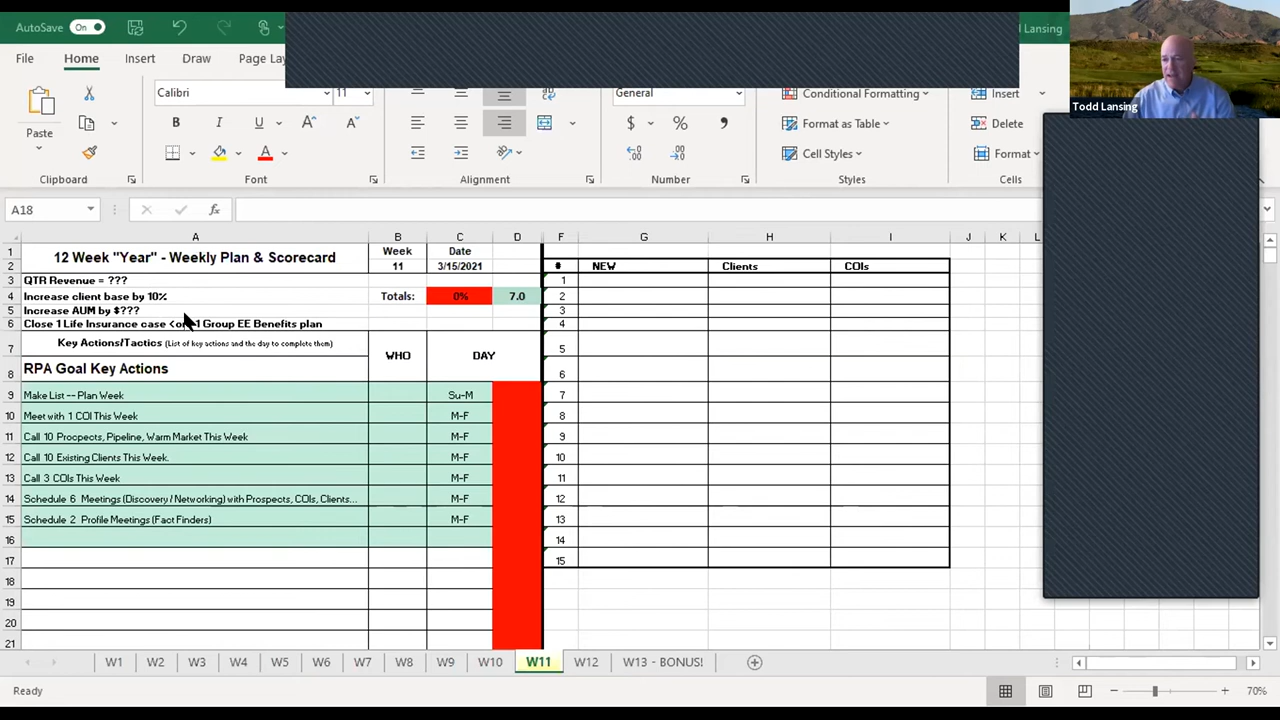 AutoSave On
d Lansing
Todd Lansing
File Home Insert Draw Page La
Calibri 11 General Conditional Formatting Insert
Paste B I U A A $ % , Format as Table Delete
A Cell Styles Format
Clipboard Font Alignment Number Styles Cells
A18 fx
A B C D F G H I J K L
1 12 Week "Year" - Weekly Plan & Scorecard Week Date
2 11 3/15/2021 # NEW Clients COIs
3 QTR Revenue = ??? 1
4 Increase client base by 10% Totals: 0% 7.0 2
5 Increase AUM by $??? 3
6 Close 1 Life Insurance case 1 Group EE Benefits plan 4
7 Key Actions/Tactics (List of key actions and the day to complete them) WHO DAY 5
8 RPA Goal Key Actions 6
9 Make List -- Plan Week Su-M 7
10 Meet with 1 COI This Week M-F 8
11 Call 10 Procpects, Pipeline, Warm Market This Week M-F 9
12 Call 10 Existing Clients This Week. M-F 10
13 Call 3 COIs This Week M-F 11
14 Schedule 6 Meetings (Discovery / Networking) with Prospects, COIs, Clients... M-F 12
15 Schedule 2 Profile Meetings (Fact Finders) M-F 13
16 14
17 15
18
19
20
21
W1 W2 W3 W4 W5 W6 W7 W8 W9 W10 W11 W12 W13 - BONUS!
Ready 70%